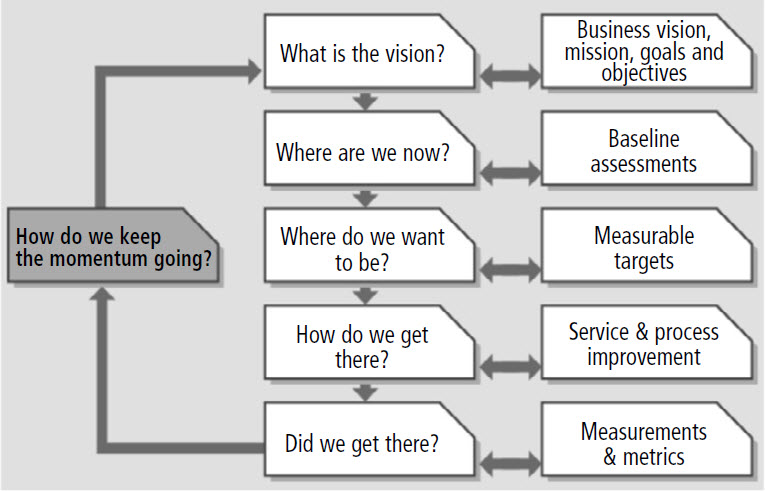 What is the vision?
Business vision,
mission, goals and
objectives
Where are we now?
Baseline
assessments
How do we keep
the momentum going?
Where do we want
to be?
Measurable
targets
How do we get
there?
Service & process
improvement
Did we get there?
Measurements
& metrics